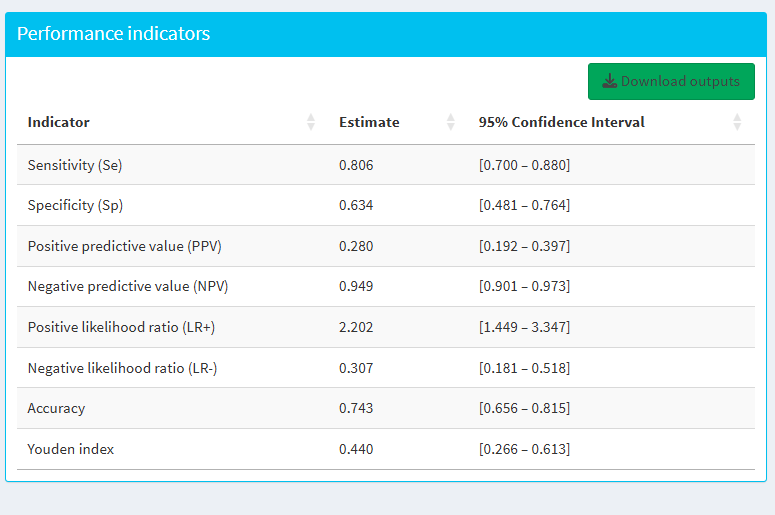 Performance indicators
Download outputs
Indicator Estimate 95% Confidence Interval
Sensitivity (Se) 0.806 [0.700 – 0.880]
Specificity (Sp) 0.634 [0.481 – 0.764]
Positive predictive value (PPV) 0.280 [0.192 – 0.397]
Negative predictive value (NPV) 0.949 [0.901 – 0.973]
Positive likelihood ratio (LR+) 2.202 [1.449 – 3.347]
Negative likelihood ratio (LR-) 0.307 [0.181 – 0.518]
Accuracy 0.743 [0.656 – 0.815]
Youden index 0.440 [0.266 – 0.613]